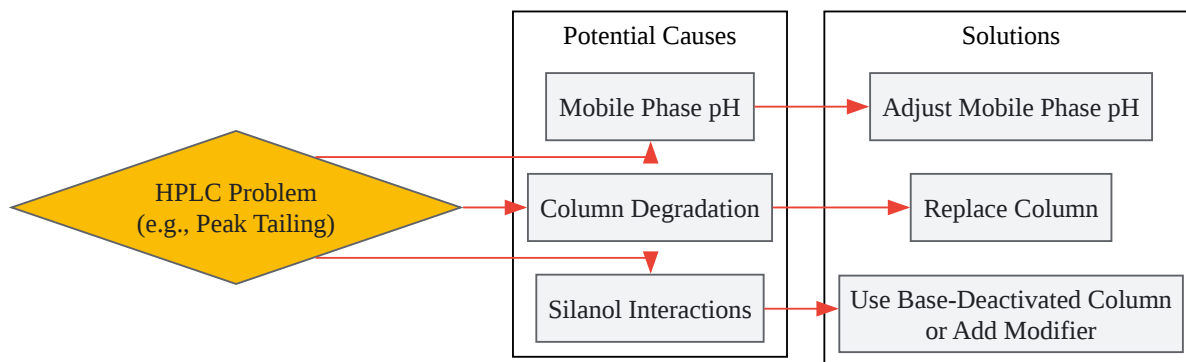 Potential Causes
Solutions
Mobile Phase pH
Adjust Mobile Phase pH
HPLC Problem
(e.g., Peak Tailing)
Column Degradation
Replace Column
Silanol Interactions
Use Base-Deactivated Column
or Add Modifier